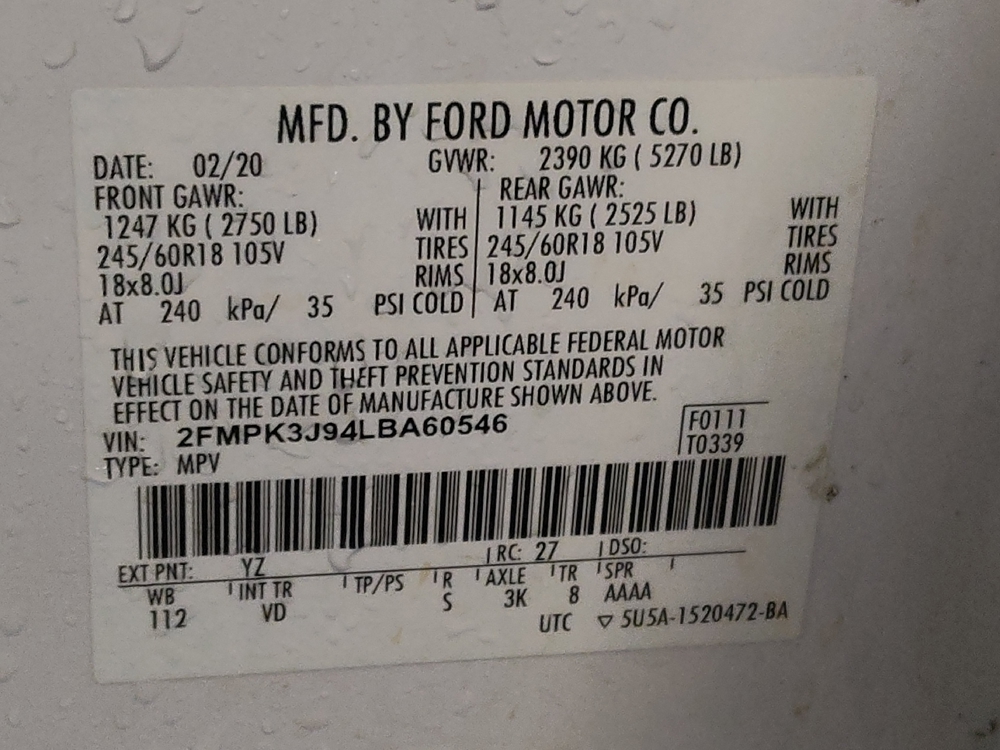 MFD. BY FORD MOTOR CO.
DATE: 02/20 GVWR: 2390 KG ( 5270 LB)
FRONT GAWR: REAR GAWR:
1247 KG ( 2750 LB) WITH 1145 KG ( 2525 LB) WITH
245/60R18 105V TIRES 245/60R18 105V TIRES
18x8.0J RIMS 18x8.0J RIMS
AT 240 kPa/ 35 PSI COLD AT 240 kPa/ 35 PSI COLD
THIS VEHICLE CONFORMS TO ALL APPLICABLE FEDERAL MOTOR
VEHICLE SAFETY AND THEFT PREVENTION STANDARDS IN
EFFECT ON THE DATE OF MANUFACTURE SHOWN ABOVE.
VIN: 2FMPK3J94LBA60546 F0111
TYPE: MPV T0339
EXT PNT: YZ RC: 27 DSO:
WB INT TR TP/PS R AXLE TR SPR
112 VD S 3K 8 AAAA
UTC ▽ 5U5A-1520472-BA